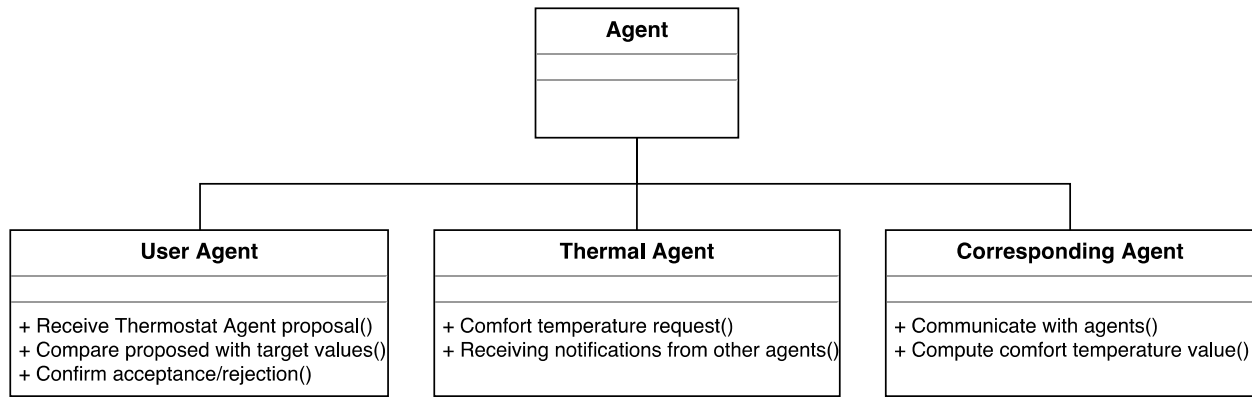 Agent
User Agent
+ Receive Thermostat Agent proposal()
+ Compare proposed with target values()
+ Confirm acceptance/rejection()
Thermal Agent
+ Comfort temperature request()
+ Receiving notifications from other agents()
Corresponding Agent
+ Communicate with agents()
+ Compute comfort temperature value()